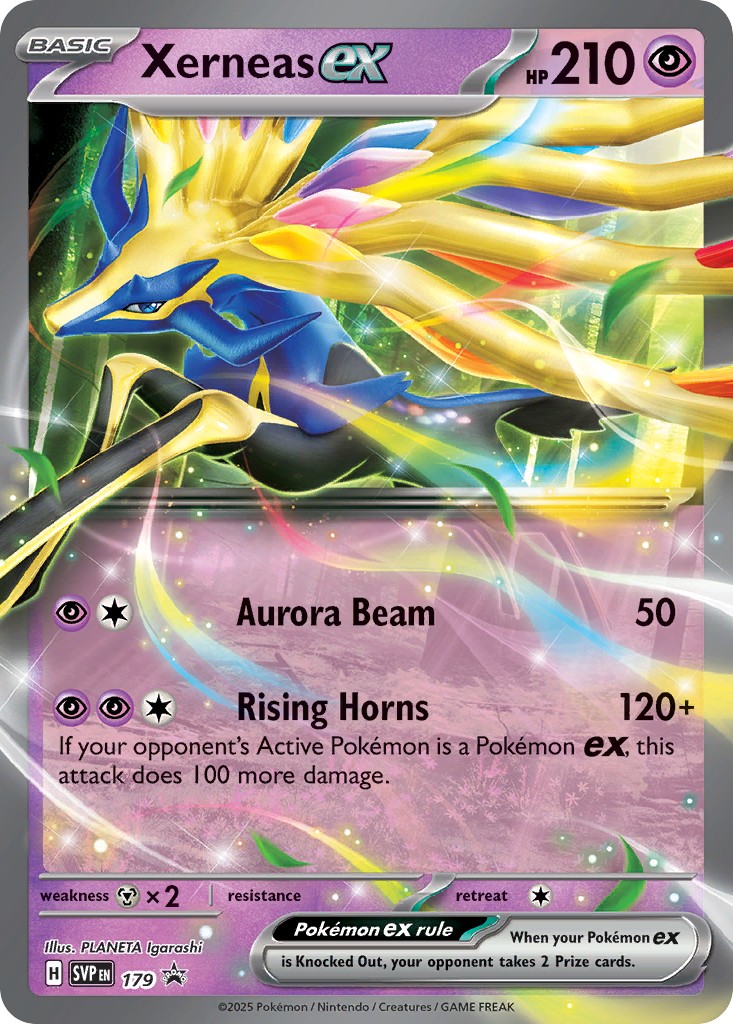 BASIC
Xerneas ex
HP 210
Aurora Beam 50
Rising Horns 120+
If your opponent's Active Pokémon is a Pokémon ex, this
attack does 100 more damage.
weakness ×2 resistance retreat
Illus. PLANETA Igarashi
Pokémon ex rule
When your Pokémon ex
is Knocked Out, your opponent takes 2 Prize cards.
H SVP EN 179
©2025 Pokémon / Nintendo / Creatures / GAME FREAK